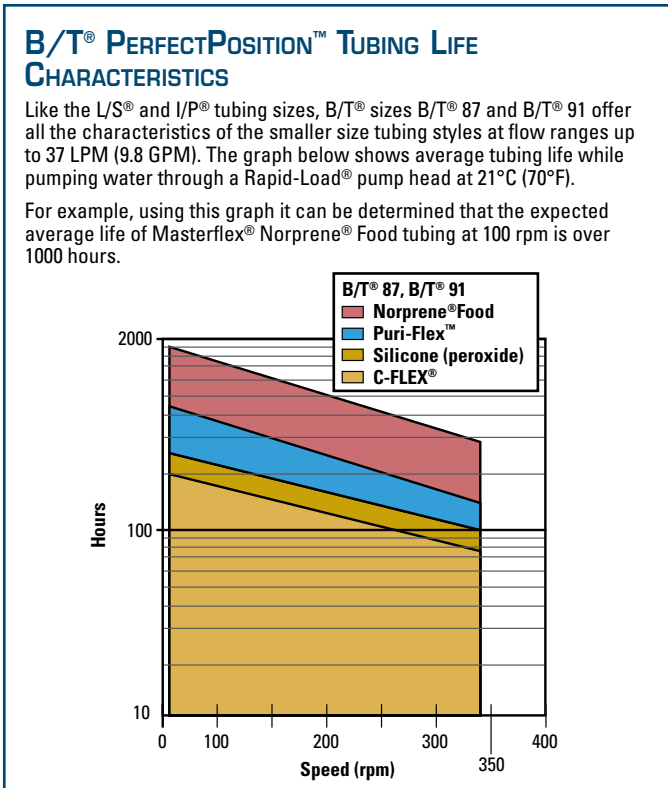 B/T® PerfectPosition™ Tubing Life
Characteristics
Like the L/S® and I/P® tubing sizes, B/T® sizes B/T® 87 and B/T® 91 offer
all the characteristics of the smaller size tubing styles at flow ranges up
to 37 LPM (9.8 GPM). The graph below shows average tubing life while
pumping water through a Rapid-Load® pump head at 21°C (70°F).
For example, using this graph it can be determined that the expected
average life of Masterflex® Norprene® Food tubing at 100 rpm is over
1000 hours.
B/T® 87, B/T® 91
Norprene®Food
Puri-Flex™
Silicone (peroxide)
C-FLEX®
2000
100
10
Hours
0 100 200 300 400
350
Speed (rpm)